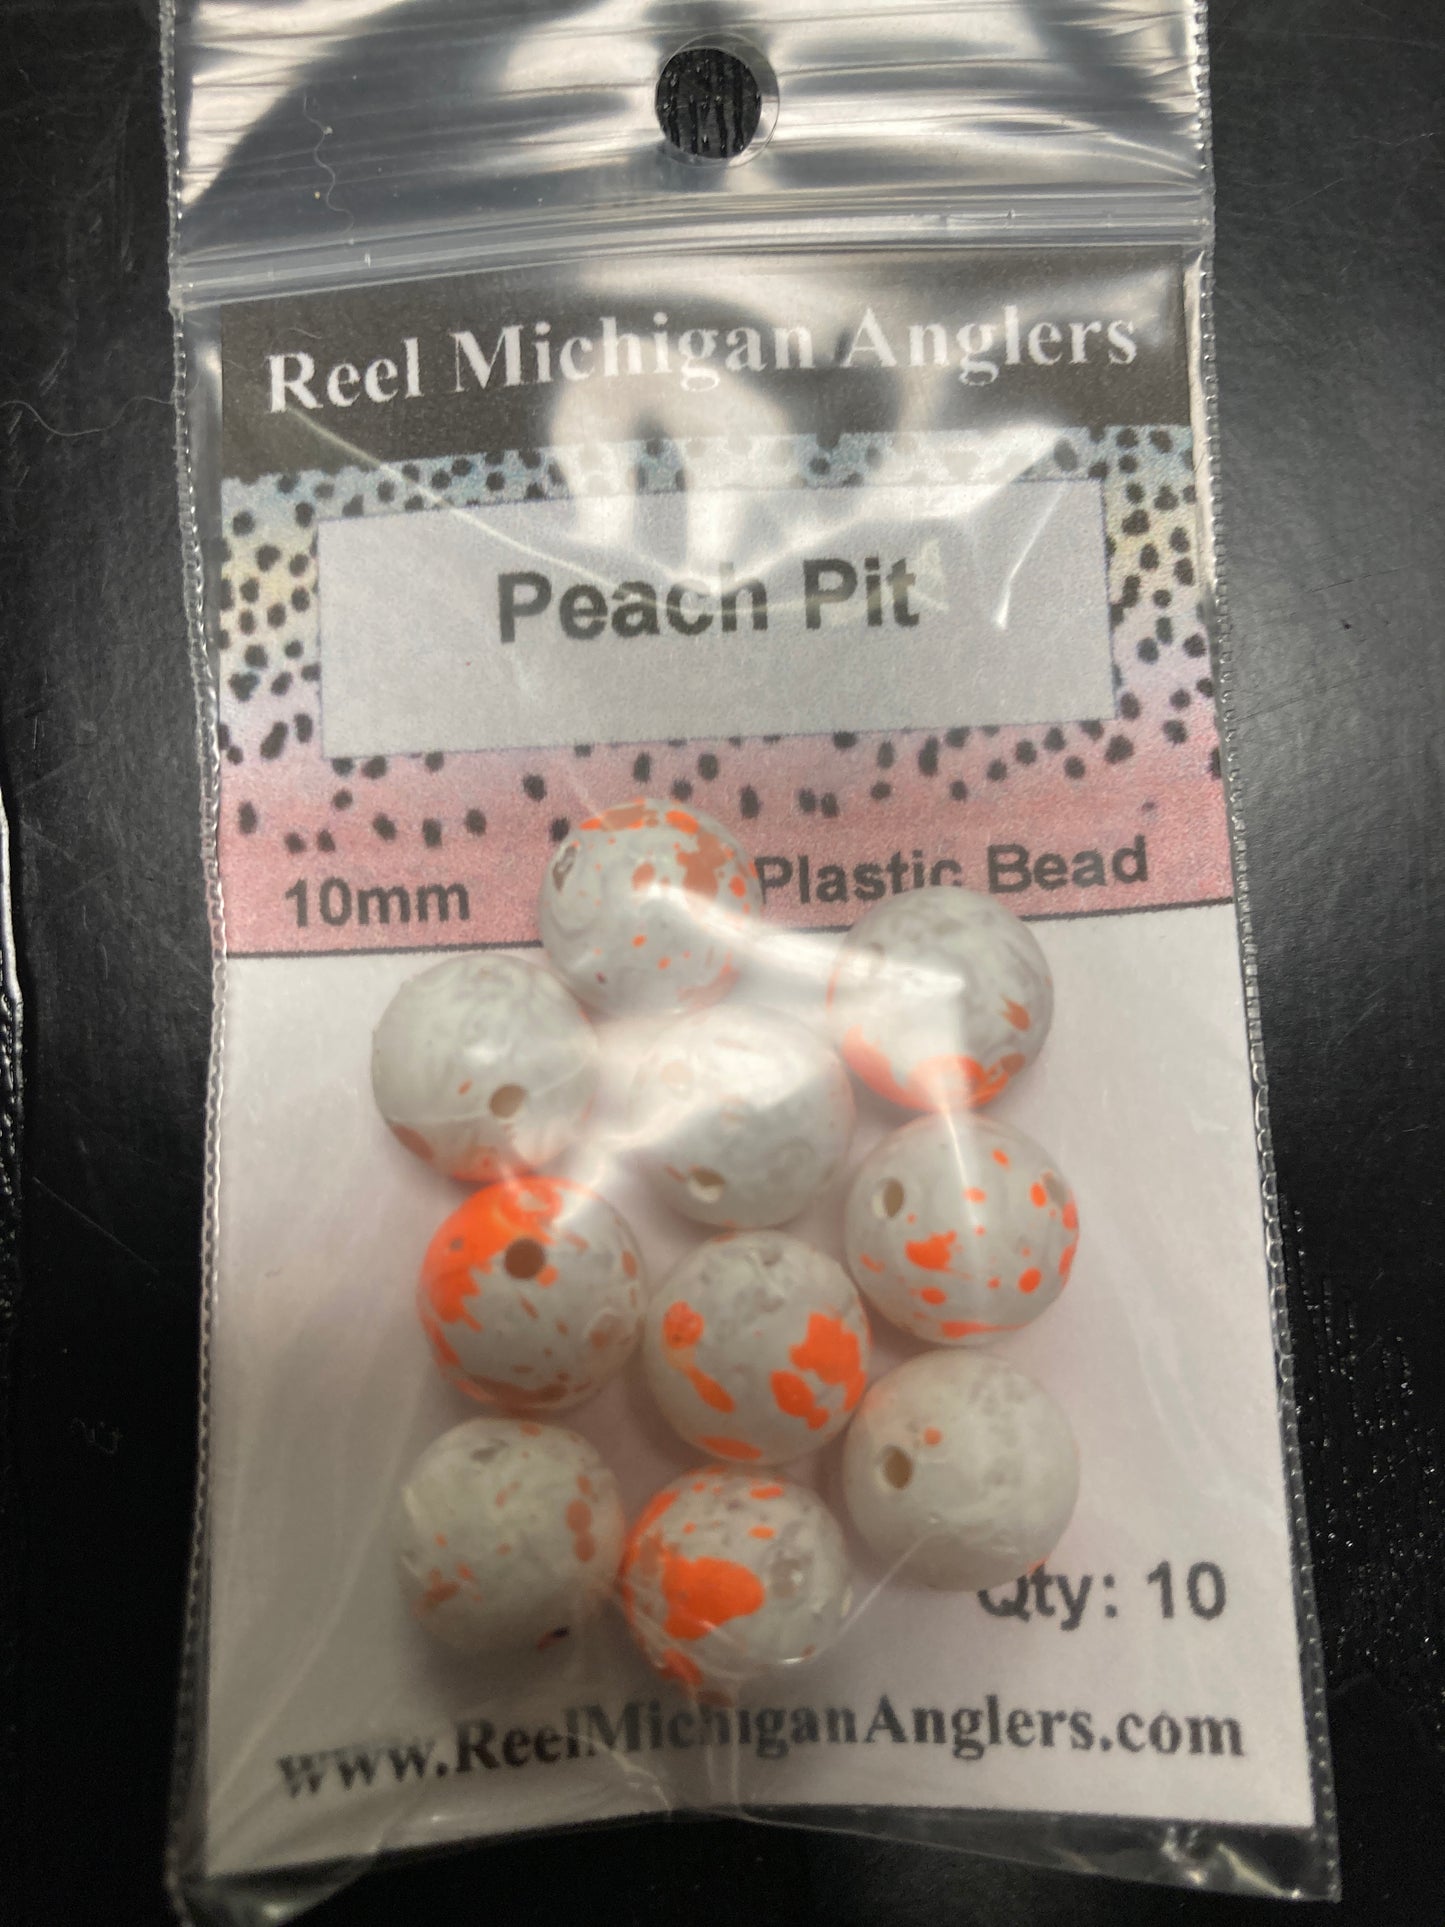 Reel Michigan Anglers
Peach Pit
10mm Plastic Bead
Qty: 10
www.ReelMichiganAnglers.com